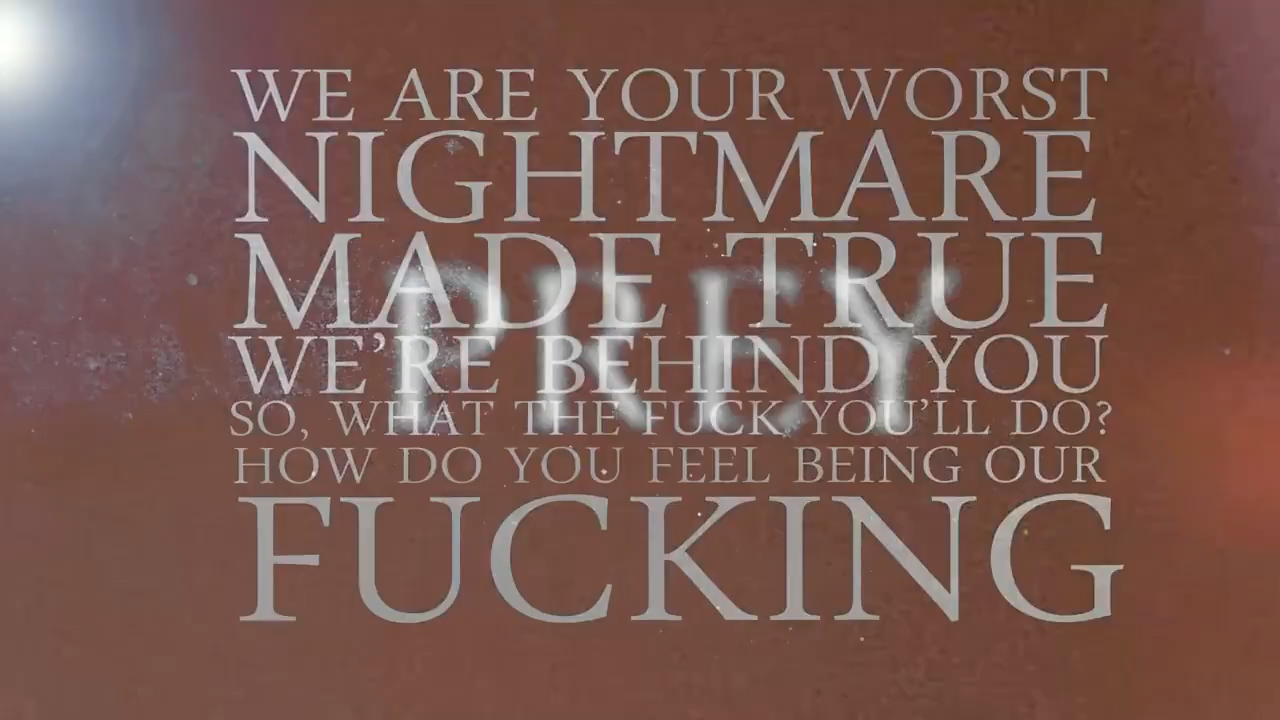 WE ARE YOUR WORST
NIGHTMARE
MADE TRUE
PREY
WE'RE BEHIND YOU
SO, WHAT THE FUCK YOU'LL DO?
HOW DO YOU FEEL BEING OUR
FUCKING